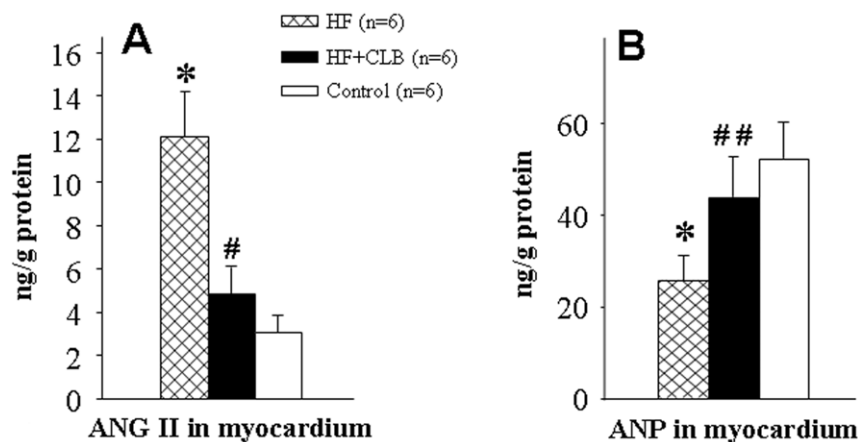 A
HF (n=6)
HF+CLB (n=6)
Control (n=6)
ng/g protein
16
14
12
10
8
6
4
2
0
*
#
ANG II in myocardium
B
ng/g protein
60
40
20
0
*
##
ANP in myocardium